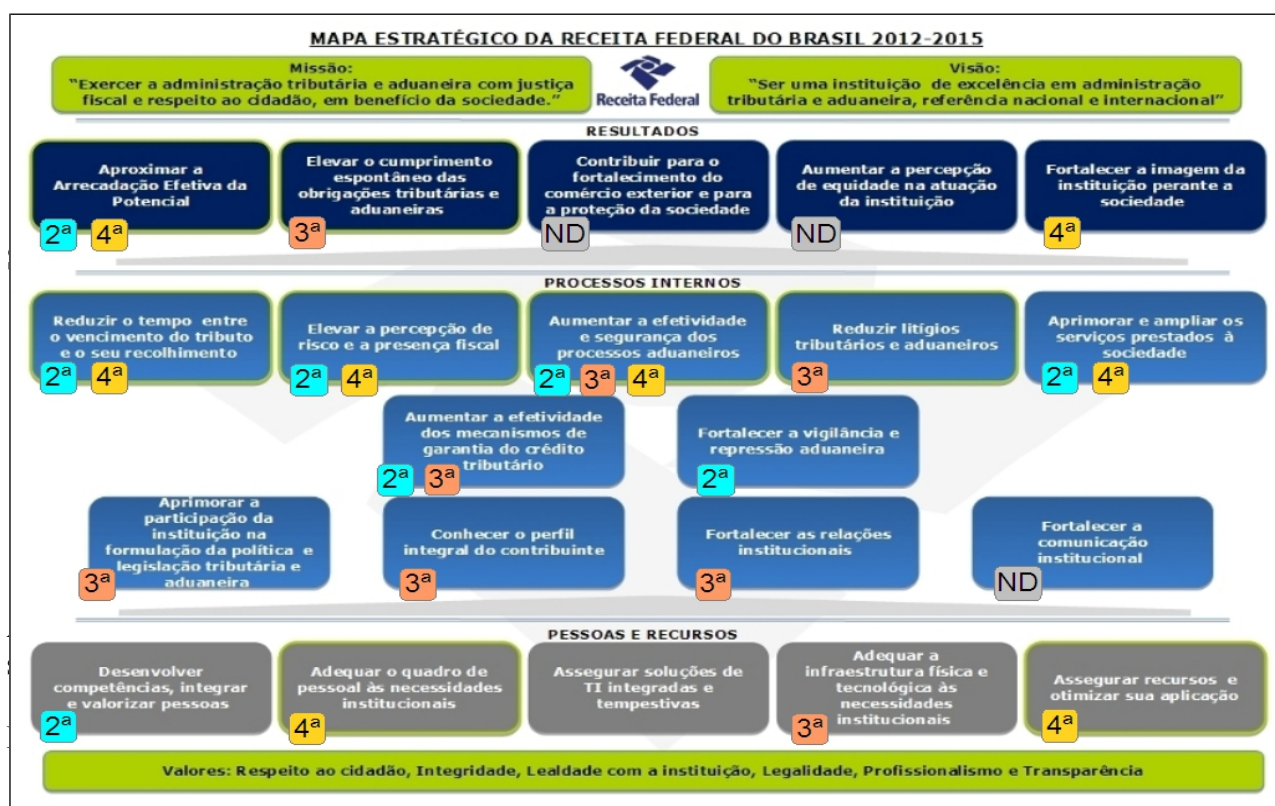 MAPA ESTRATÉGICO DA RECEITA FEDERAL DO BRASIL 2012-2015
Missão:
"Exercer a administração tributária e aduaneira com justiça
fiscal e respeito ao cidadão, em benefício da sociedade."
Receita Federal
Visão:
"Ser uma instituição de excelência em administração
tributária e aduaneira, referência nacional e internacional"
RESULTADOS
Aproximar a
Arrecadação Efetiva da
Potencial
2ª 4ª
Elevar o cumprimento
espontâneo das
obrigações tributárias e
aduaneiras
3ª
Contribuir para o
fortalecimento do
comércio exterior e para
a proteção da sociedade
ND
Aumentar a percepção
de equidade na atuação
da instituição
ND
Fortalecer a imagem da
instituição perante a
sociedade
4ª
PROCESSOS INTERNOS
Reduzir o tempo entre
o vencimento do tributo
e o seu recolhimento
2ª 4ª
Elevar a percepção de
risco e a presença fiscal
2ª 4ª
Aumentar a efetividade
e segurança dos
processos aduaneiros
2ª 3ª 4ª
Reduzir litígios
tributários e aduaneiros
3ª
Aprimorar e ampliar os
serviços prestados à
sociedade
2ª 4ª
Aumentar a efetividade
dos mecanismos de
garantia do crédito
tributário
2ª 3ª
Fortalecer a vigilância e
repressão aduaneira
2ª
Aprimorar a
participação da
instituição na
formulação da política e
legislação tributária e
aduaneira
3ª
Conhecer o perfil
integral do contribuinte
3ª
Fortalecer as relações
institucionais
3ª
Fortalecer a
comunicação
institucional
ND
PESSOAS E RECURSOS
Desenvolver
competências, integrar
e valorizar pessoas
2ª
Adequar o quadro de
pessoal às necessidades
institucionais
4ª
Assegurar soluções de
TI integradas e
tempestivas
Adequar a
infraestrutura física e
tecnológica às
necessidades
institucionais
3ª
Assegurar recursos e
otimizar sua aplicação
4ª
Valores: Respeito ao cidadão, Integridade, Lealdade com a instituição, Legalidade, Profissionalismo e Transparência